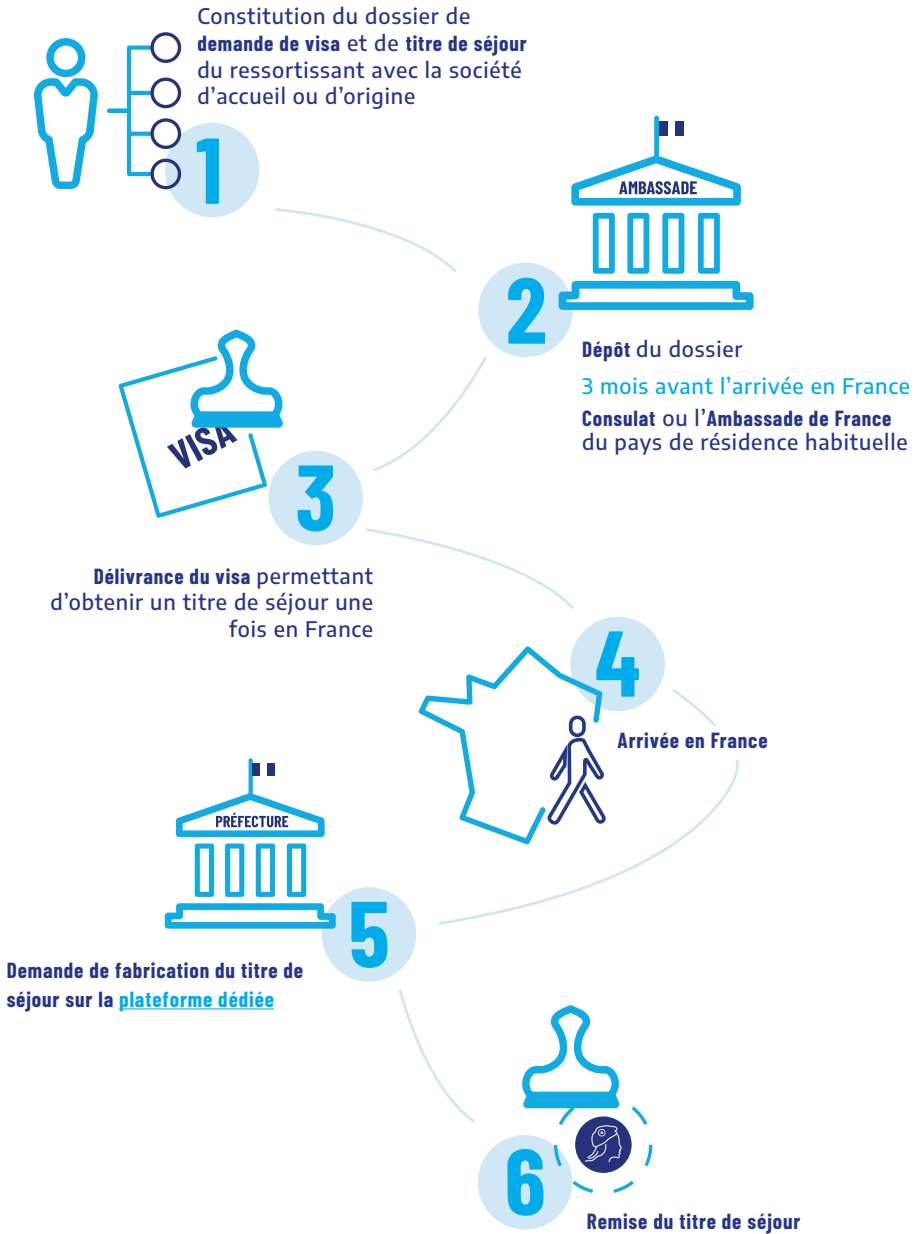 Constitution du dossier de
demande de visa et de titre de séjour
du ressortissant avec la société
d'accueil ou d'origine
1
AMBASSADE
2
Dépôt du dossier
3 mois avant l'arrivée en France
Consulat ou l'Ambassade de France
du pays de résidence habituelle
VISA
3
Délivrance du visa permettant
d'obtenir un titre de séjour une
fois en France
4
Arrivée en France
PRÉFECTURE
5
Demande de fabrication du titre de
séjour sur la plateforme dédiée
6
Remise du titre de séjour